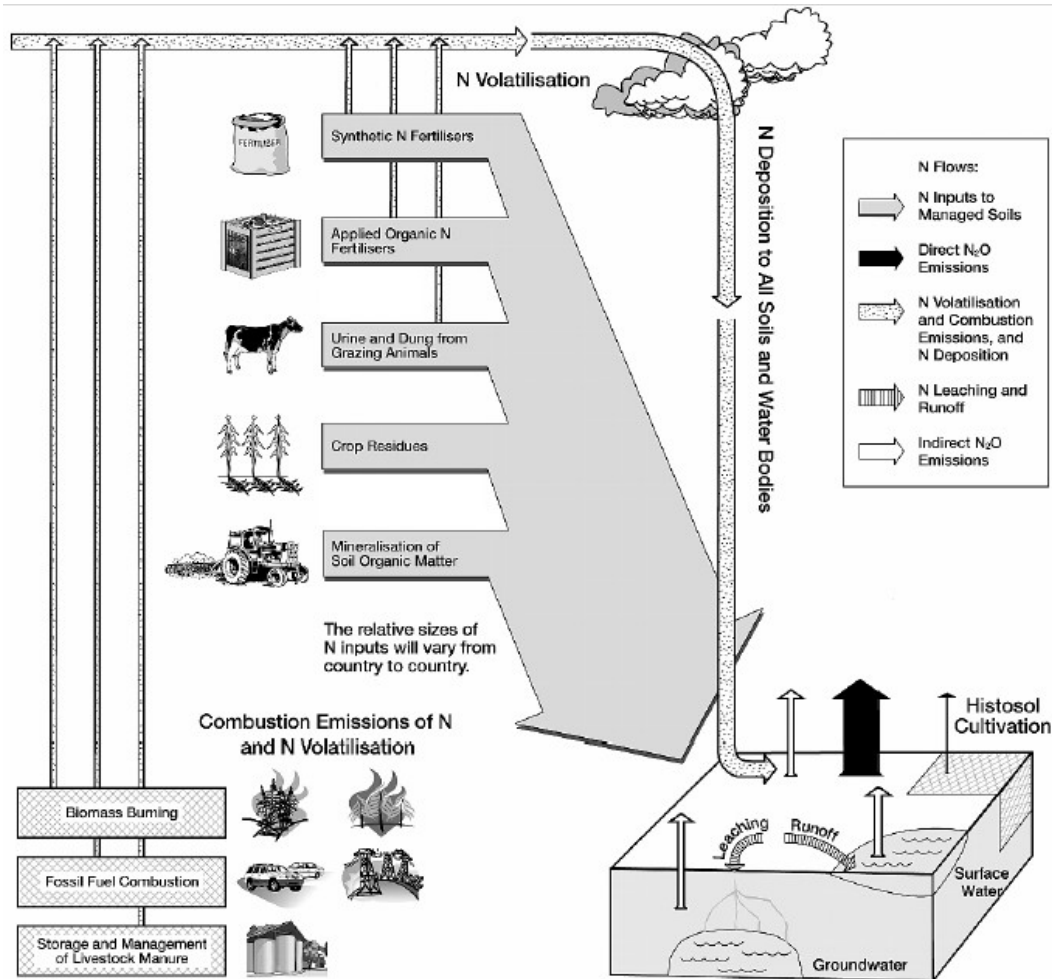 N Volatilisation
FERTILISER
Synthetic N Fertilisers
Applied Organic N
Fertilisers
Urine and Dung from
Grazing Animals
Crop Residues
Mineralisation of
Soil Organic Matter
The relative sizes of
N inputs will vary from
country to country.
N Deposition to All Soils and Water Bodies
N Flows:
N Inputs to
Managed Soils
Direct N₂O
Emissions
N Volatilisation
and Combustion
Emissions, and
N Deposition
N Leaching and
Runoff
Indirect N₂O
Emissions
Combustion Emissions of N
and N Volatilisation
Biomass Burning
Fossil Fuel Combustion
Storage and Management
of Livestock Manure
Histosol
Cultivation
Leaching
Runoff
Surface
Water
Groundwater